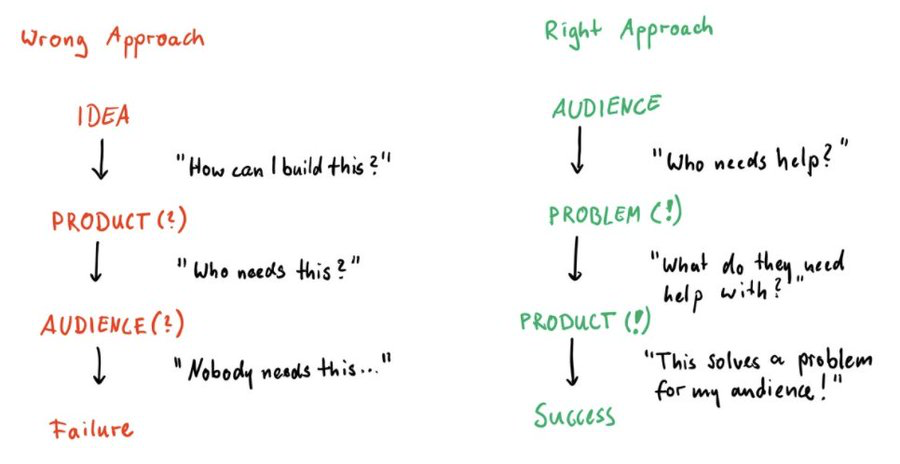 Wrong Approach
IDEA
"How can I build this?"
PRODUCT (?)
"Who needs this?"
AUDIENCE (?)
"Nobody needs this..."
Failure
Right Approach
AUDIENCE
"Who needs help?"
PROBLEM (!)
"What do they need
help with?"
PRODUCT (!)
"This solves a problem
for my audience!"
Success